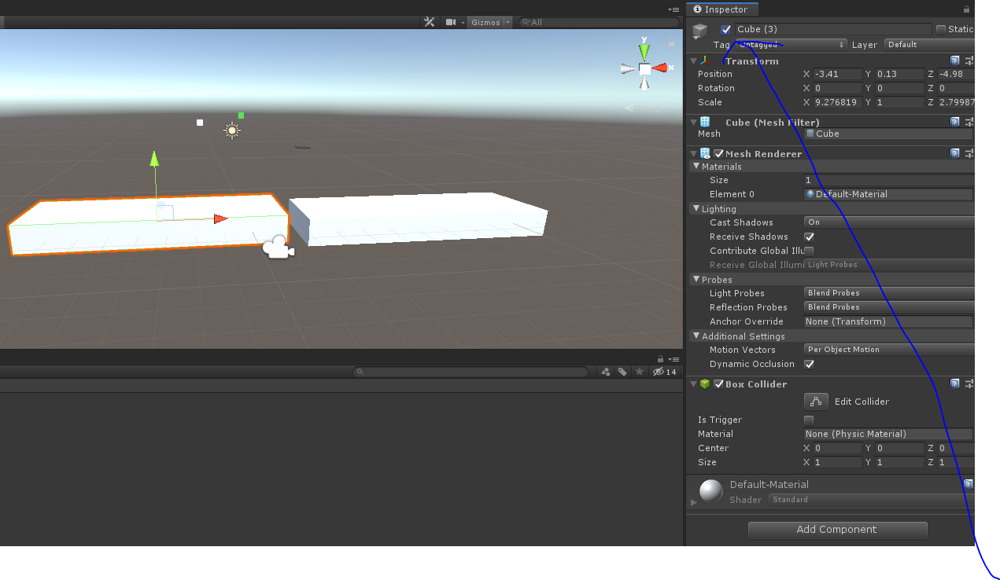 Inspector
Gizmos All
Cube (3) Static
Tag Untagged Layer Default
Transform
Position X -3.41 Y 0.13 Z -4.98
Rotation X 0 Y 0 Z 0
Scale X 9.276819 Y 1 Z 2.79987
Cube (Mesh Filter)
Mesh Cube
Mesh Renderer
Materials
Size 1
Element 0 Default-Material
Lighting
Cast Shadows On
Receive Shadows
Contribute Global Illu
Receive Global Illumi Light Probes
Probes
Light Probes Blend Probes
Reflection Probes Blend Probes
Anchor Override None (Transform)
Additional Settings
Motion Vectors Per Object Motion
Dynamic Occlusion
Box Collider
Edit Collider
Is Trigger
Material None (Physic Material)
Center X 0 Y 0 Z 0
Size X 1 Y 1 Z 1
Default-Material
Shader Standard
Add Component
y
x
Persp
14